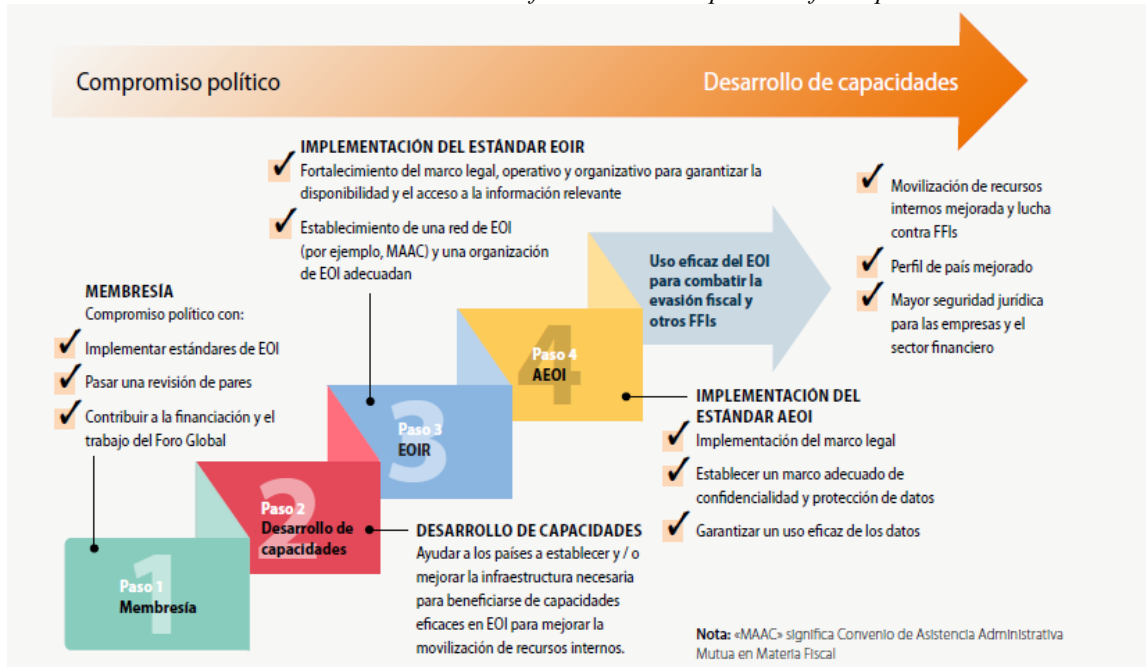 Compromiso político
Desarrollo de capacidades
IMPLEMENTACIÓN DEL ESTÁNDAR EOIR
Fortalecimiento del marco legal, operativo y organizativo para garantizar la
disponibilidad y el acceso a la información relevante
Establecimiento de una red de EOI
(por ejemplo, MAAC) y una organización
de EOI adecuadan
MEMBRESÍA
Compromiso político con:
Implementar estándares de EOI
Pasar una revisión de pares
Contribuir a la financiación y el
trabajo del Foro Global
1
Paso 1
Membresía
2
Paso 2
Desarrollo de
capacidades
3
Paso 3
EOIR
4
Paso 4
AEOI
Uso eficaz del EOI
para combatir la
evasión fiscal y
otros FFIs
Movilización de recursos
internos mejorada y lucha
contra FFIs
Perfil de país mejorado
Mayor seguridad jurídica
para las empresas y el
sector financiero
DESARROLLO DE CAPACIDADES
Ayudar a los países a establecer y / o
mejorar la infraestructura necesaria
para beneficiarse de capacidades
eficaces en EOI para mejorar la
movilización de recursos internos.
IMPLEMENTACIÓN DEL
ESTÁNDAR AEOI
Implementación del marco legal
Establecer un marco adecuado de
confidencialidad y protección de datos
Garantizar un uso eficaz de los datos
Nota: «MAAC» significa Convenio de Asistencia Administrativa
Mutua en Materia Fiscal